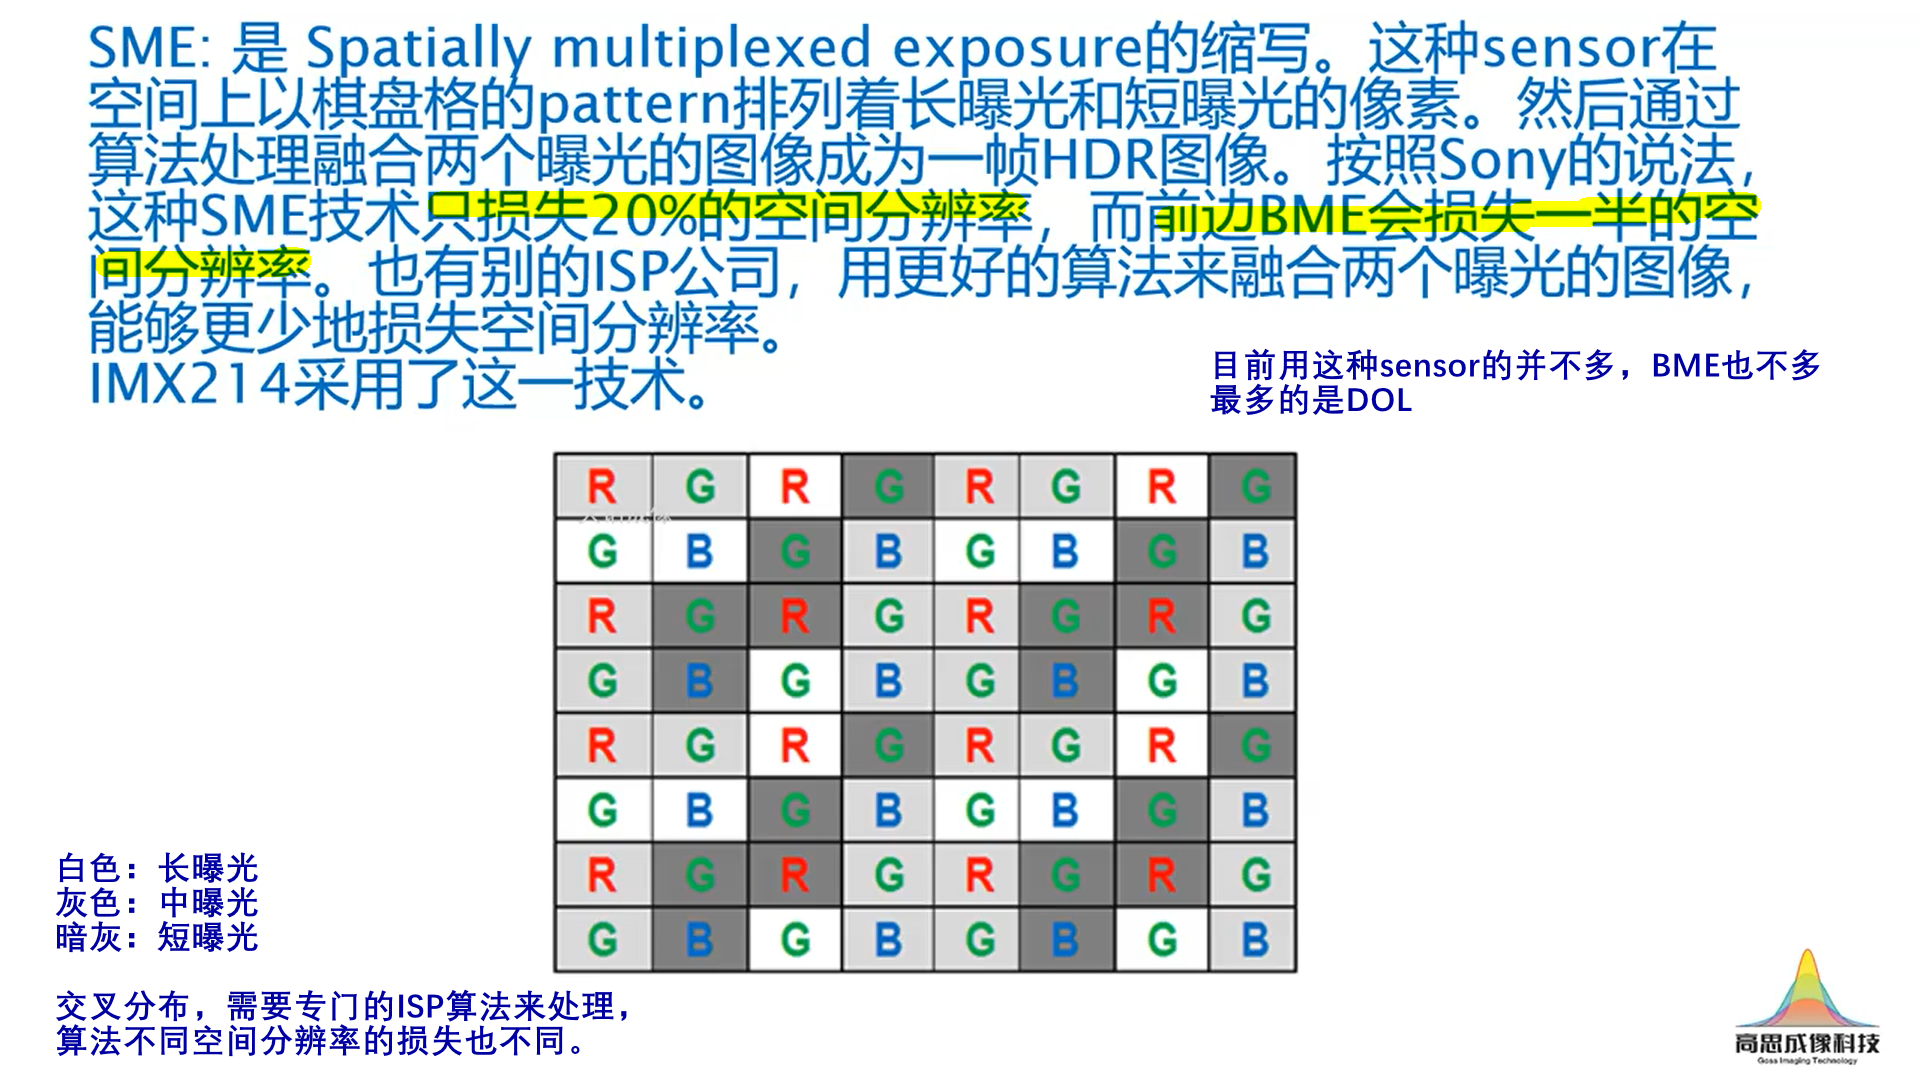 SME: 是 Spatially multiplexed exposure的缩写。这种sensor在
空间上以棋盘格的pattern排列着长曝光和短曝光的像素。然后通过
算法处理融合两个曝光的图像成为一帧HDR图像。按照Sony的说法，
这种SME技术只损失20%的空间分辨率，而前边BME会损失一半的空
间分辨率。也有别的ISP公司，用更好的算法来融合两个曝光的图像，
能够更少地损失空间分辨率。
IMX214采用了这一技术。
目前用这种sensor的并不多，BME也不多
最多的是DOL
R G R G R G R G
G B G B G B G B
R G R G R G R G
G B G B G B G B
R G R G R G R G
G B G B G B G B
R G R G R G R G
G B G B G B G B
白色：长曝光
灰色：中曝光
暗灰：短曝光
交叉分布，需要专门的ISP算法来处理，
算法不同空间分辨率的损失也不同。
高思成像科技
Goss Imaging Technology